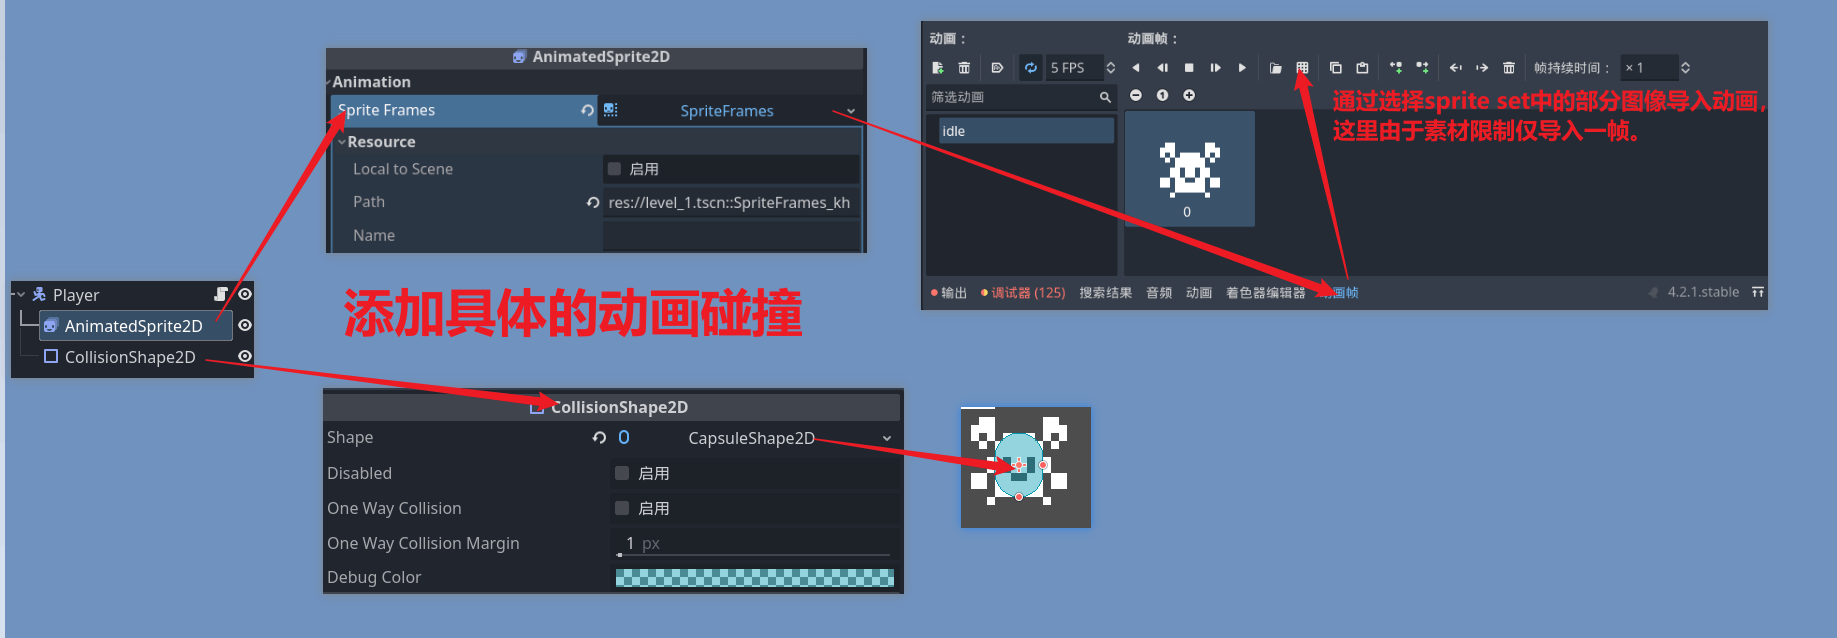 AnimatedSprite2D
Animation
Sprite Frames
SpriteFrames
Resource
Local to Scene
启用
Path
res://level_1.tscn::SpriteFrames_kh
Name
动画：
动画帧：
5 FPS
帧持续时间：
× 1
筛选动画
1
通过选择sprite set中的部分图像导入动画，
这里由于素材限制仅导入一帧。
idle
0
输出
调试器 (125)
搜索结果
音频
动画
着色器编辑器
动画帧
4.2.1.stable
Player
AnimatedSprite2D
CollisionShape2D
添加具体的动画碰撞
CollisionShape2D
Shape
CapsuleShape2D
Disabled
启用
One Way Collision
启用
One Way Collision Margin
1 px
Debug Color